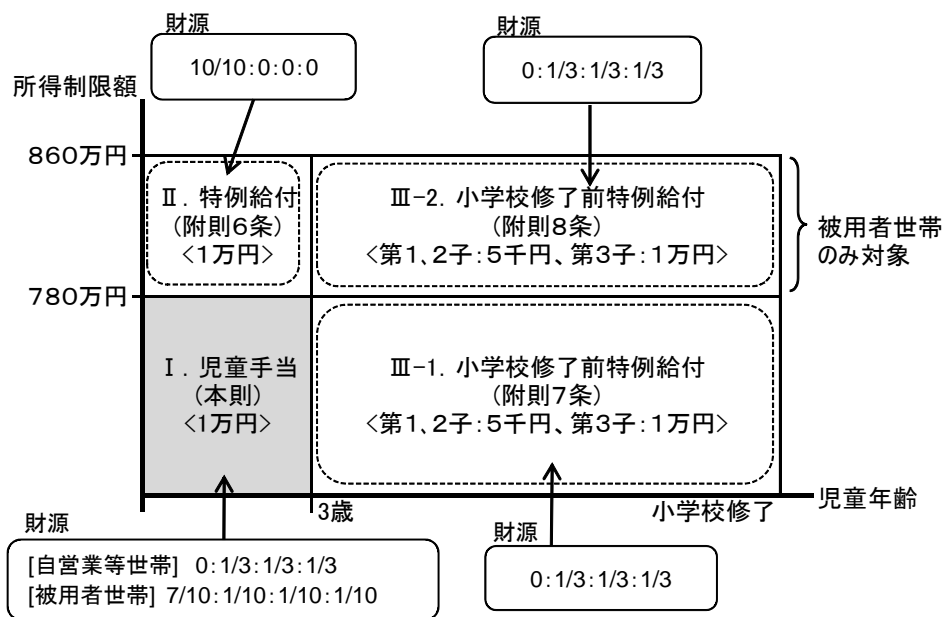 財源
10/10:0:0:0
財源
0:1/3:1/3:1/3
所得制限額
860万円
Ⅱ.特例給付
(附則6条)
<1万円>
Ⅲ-2. 小学校修了前特例給付
(附則8条)
<第1、2子:5千円、第3子:1万円>
被用者世帯
のみ対象
780万円
Ⅰ.児童手当
(本則)
<1万円>
Ⅲ-1. 小学校修了前特例給付
(附則7条)
<第1、2子:5千円、第3子:1万円>
3歳
小学校修了
児童年齢
財源
[自営業等世帯] 0:1/3:1/3:1/3
[被用者世帯] 7/10:1/10:1/10:1/10
財源
0:1/3:1/3:1/3